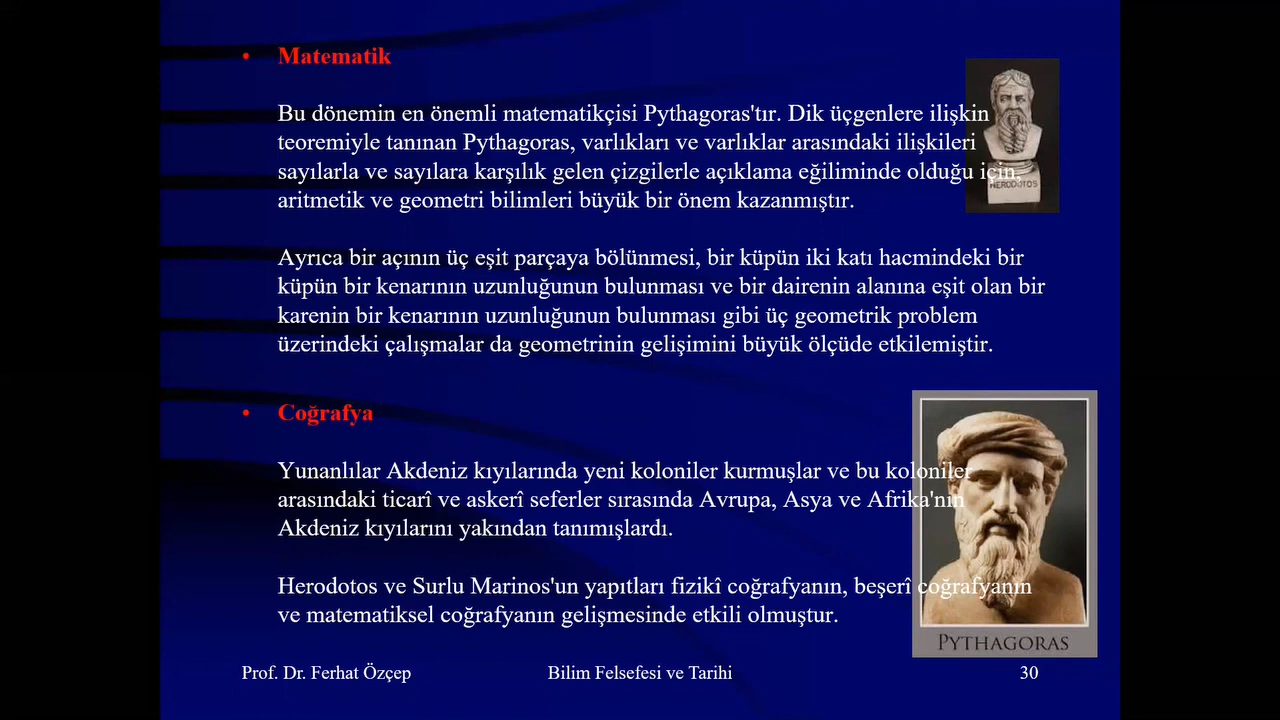 • Matematik
Bu dönemin en önemli matematikçisi Pythagoras'tır. Dik üçgenlere ilişkin
teoremiyle tanınan Pythagoras, varlıkları ve varlıklar arasındaki ilişkileri
sayılarla ve sayılara karşılık gelen çizgilerle açıklama eğiliminde olduğu için,
aritmetik ve geometri bilimleri büyük bir önem kazanmıştır.
HERODOTOS
Ayrıca bir açının üç eşit parçaya bölünmesi, bir küpün iki katı hacmindeki bir
küpün bir kenarının uzunluğunun bulunması ve bir dairenin alanına eşit olan bir
karenin bir kenarının uzunluğunun bulunması gibi üç geometrik problem
üzerindeki çalışmalar da geometrinin gelişimini büyük ölçüde etkilemiştir.
• Coğrafya
Yunanlılar Akdeniz kıyılarında yeni koloniler kurmuşlar ve bu koloniler
arasındaki ticarî ve askerî seferler sırasında Avrupa, Asya ve Afrika'nın
Akdeniz kıyılarını yakından tanımışlardı.
Herodotos ve Surlu Marinos'un yapıtları fizikî coğrafyanın, beşerî coğrafyanın
ve matematiksel coğrafyanın gelişmesinde etkili olmuştur.
PYTHAGORAS
Prof. Dr. Ferhat Özçep Bilim Felsefesi ve Tarihi 30